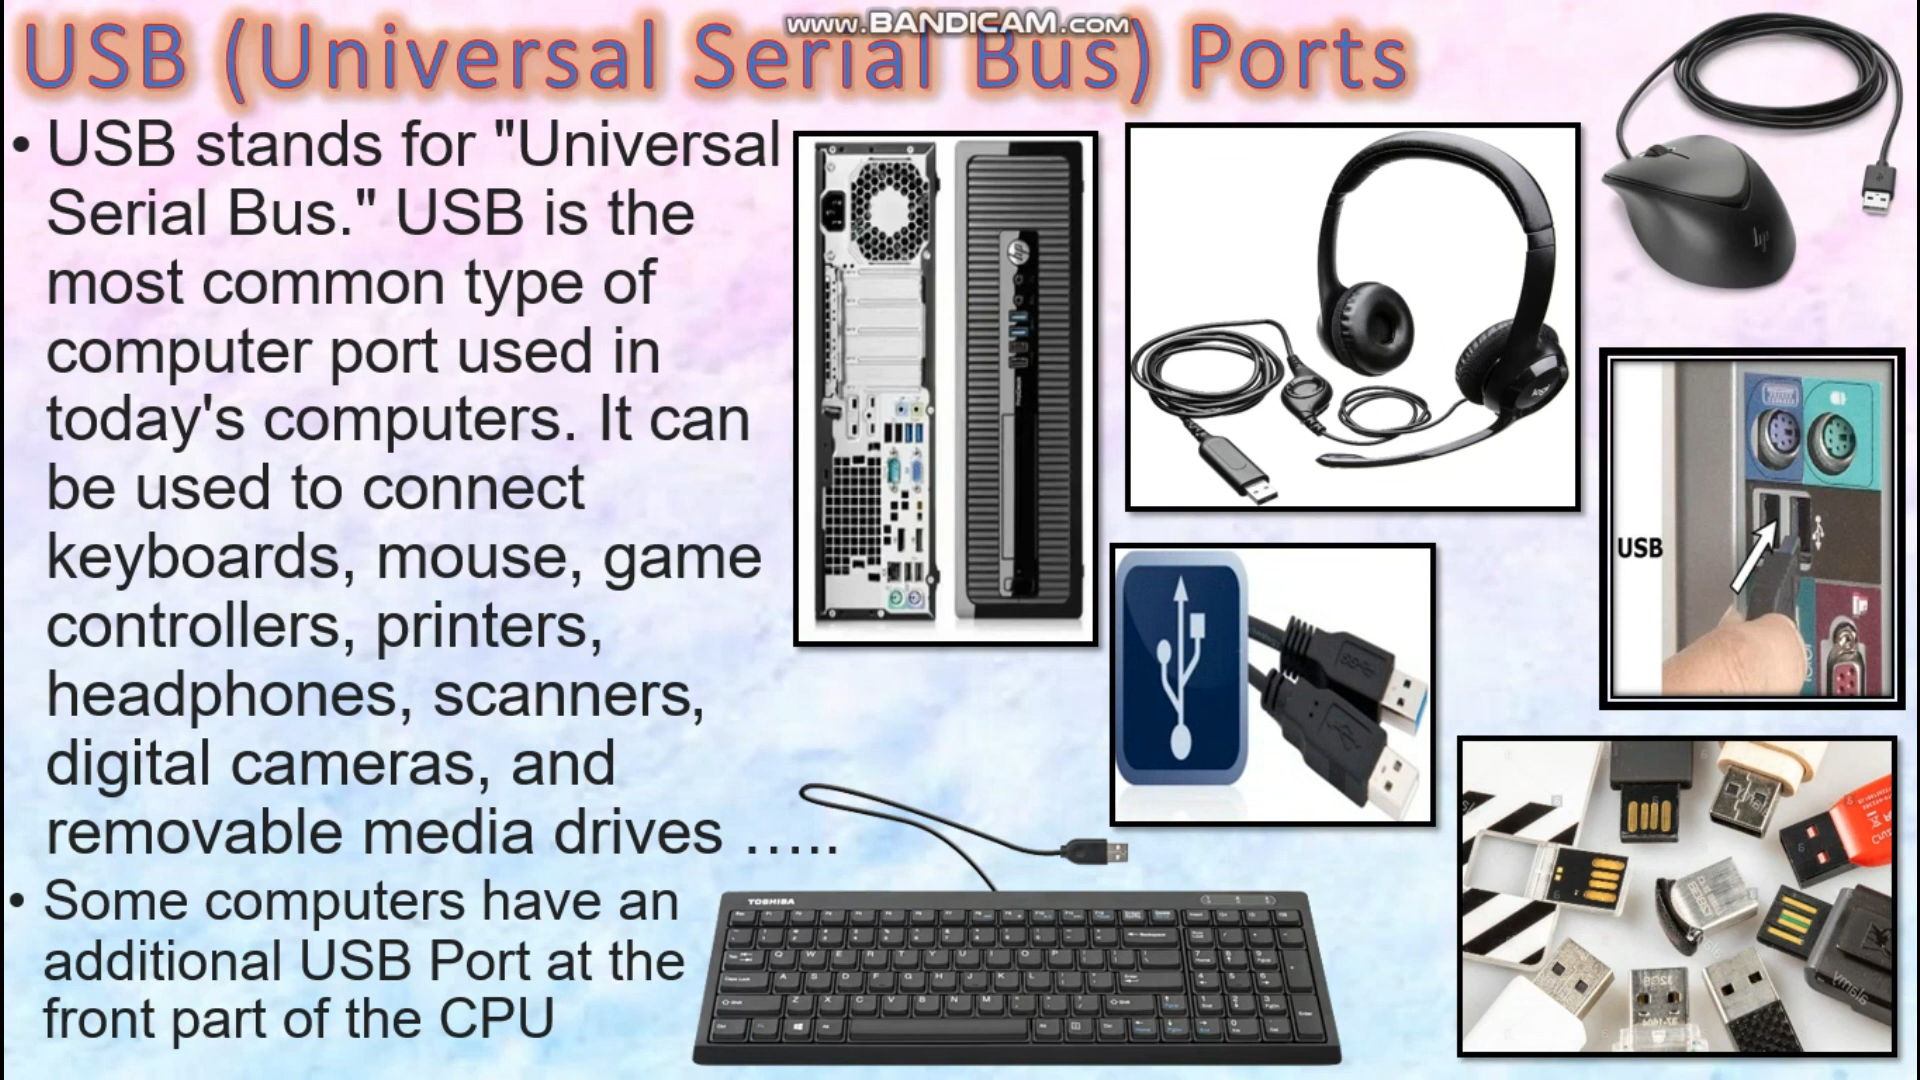 www.BANDICAM.com
USB (Universal Serial Bus) Ports
• USB stands for "Universal
Serial Bus." USB is the
most common type of
computer port used in
today's computers. It can
be used to connect
keyboards, mouse, game
controllers, printers,
headphones, scanners,
digital cameras, and
removable media drives …..
• Some computers have an
additional USB Port at the
front part of the CPU
hp
hp
USB
TOSHIBA